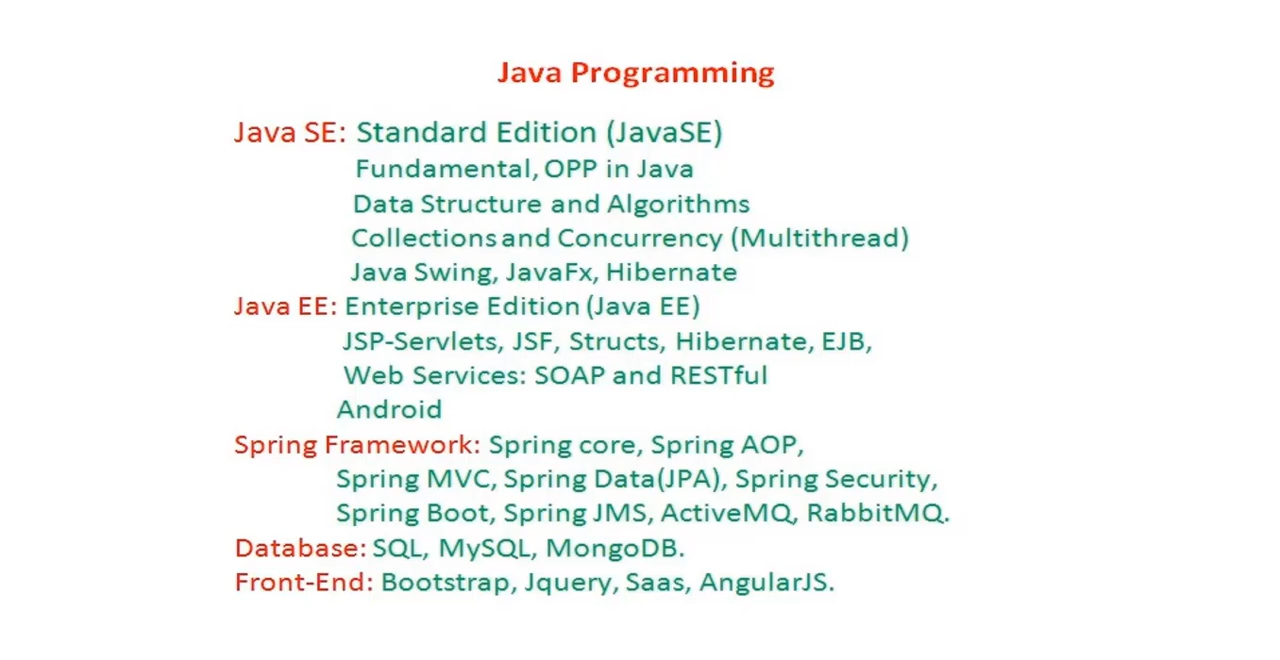 Java Programming
Java SE: Standard Edition (JavaSE)
Fundamental, OPP in Java
Data Structure and Algorithms
Collections and Concurrency (Multithread)
Java Swing, JavaFx, Hibernate
Java EE: Enterprise Edition (Java EE)
JSP-Servlets, JSF, Structs, Hibernate, EJB,
Web Services: SOAP and RESTful
Android
Spring Framework: Spring core, Spring AOP,
Spring MVC, Spring Data(JPA), Spring Security,
Spring Boot, Spring JMS, ActiveMQ, RabbitMQ.
Database: SQL, MySQL, MongoDB.
Front-End: Bootstrap, Jquery, Saas, AngularJS.